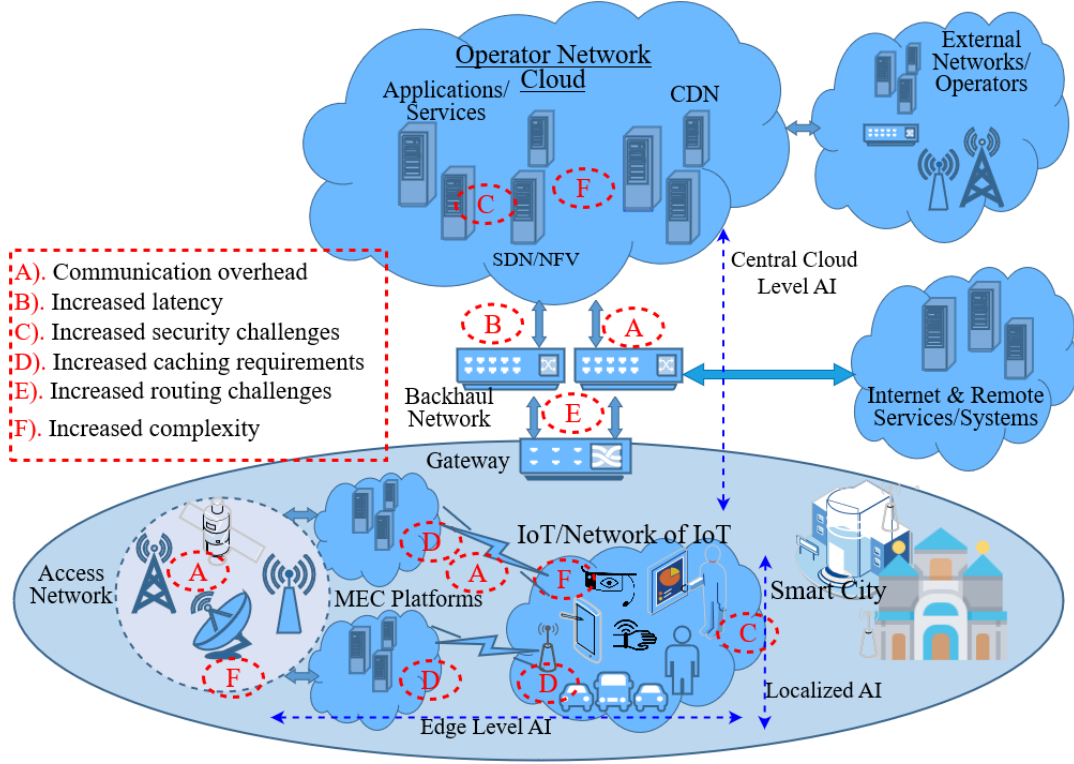 Operator Network
Cloud
Applications/
Services
CDN
C
F
SDN/NFV
External
Networks/
Operators
A). Communication overhead
B). Increased latency
C). Increased security challenges
D). Increased caching requirements
E). Increased routing challenges
F). Increased complexity
Central Cloud
Level AI
B
A
Backhaul
Network
E
Gateway
Internet & Remote
Services/Systems
Access
Network
A
F
D
A
MEC Platforms
D
IoT/Network of IoT
F
C
D
Smart City
Localized AI
Edge Level AI